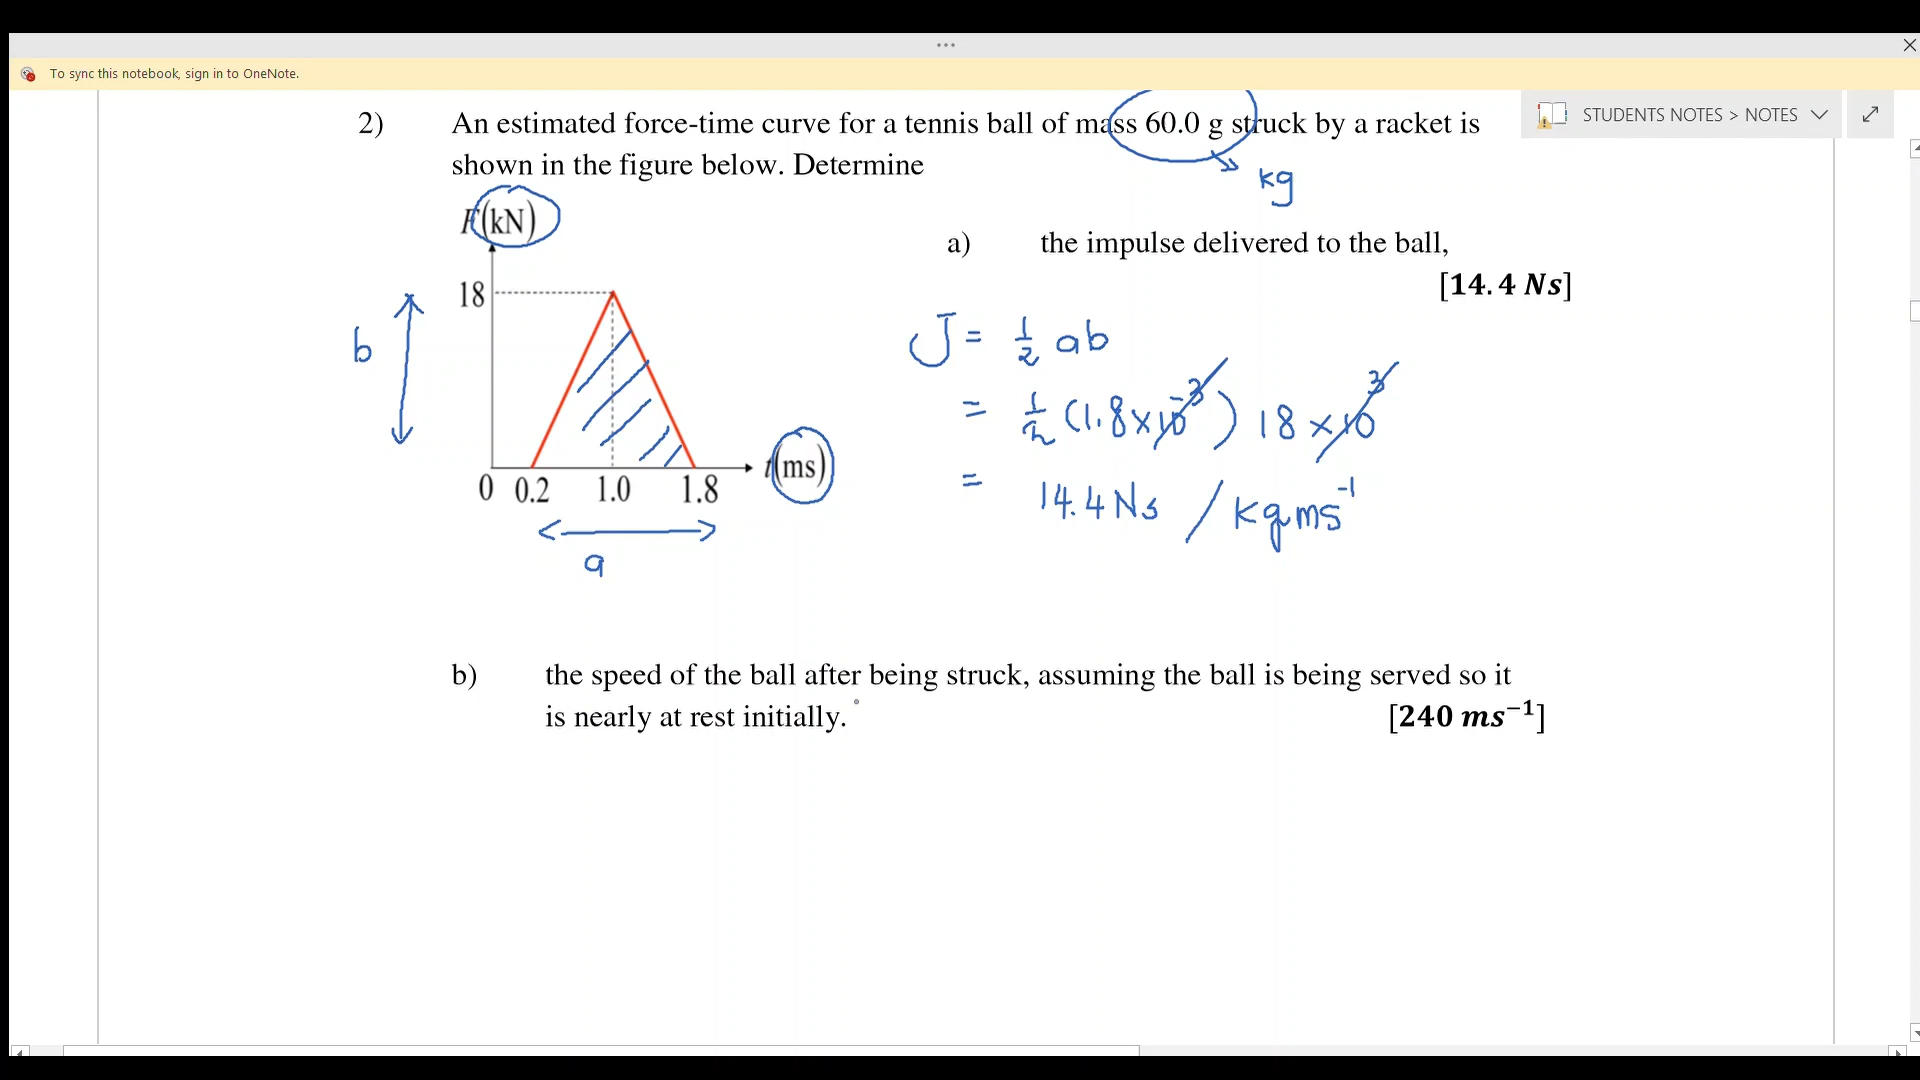 To sync this notebook, sign in to OneNote.
STUDENTS NOTES > NOTES
2) An estimated force-time curve for a tennis ball of mass 60.0 g struck by a racket is
shown in the figure below. Determine
kg
F(kN)
a) the impulse delivered to the ball,
[14.4 Ns]
18
b
J = 1/2 ab
= 1/2 (1.8 × 10⁻³) 18 × 10³
= 14.4 Ns / kgms⁻¹
t(ms)
0 0.2 1.0 1.8
a
b) the speed of the ball after being struck, assuming the ball is being served so it
is nearly at rest initially. [240 ms⁻¹]